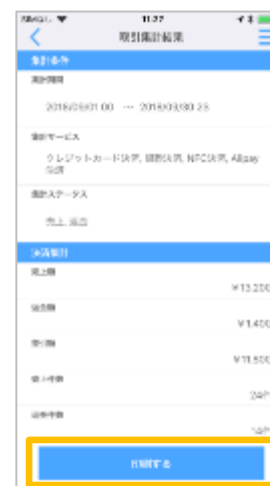 11:37
取引集計結果
集計条件
集計期間
2018/09/01 00 ... 2018/09/30 23
集計サービス
クレジットカード決済, 銀聯決済, NFC決済, Alipay
決済
集計ステータス
売上, 返品
決済集計
売上額
¥13,200
返品額
¥1,400
差引額
¥11,800
売上件数
返品件数
印刷する